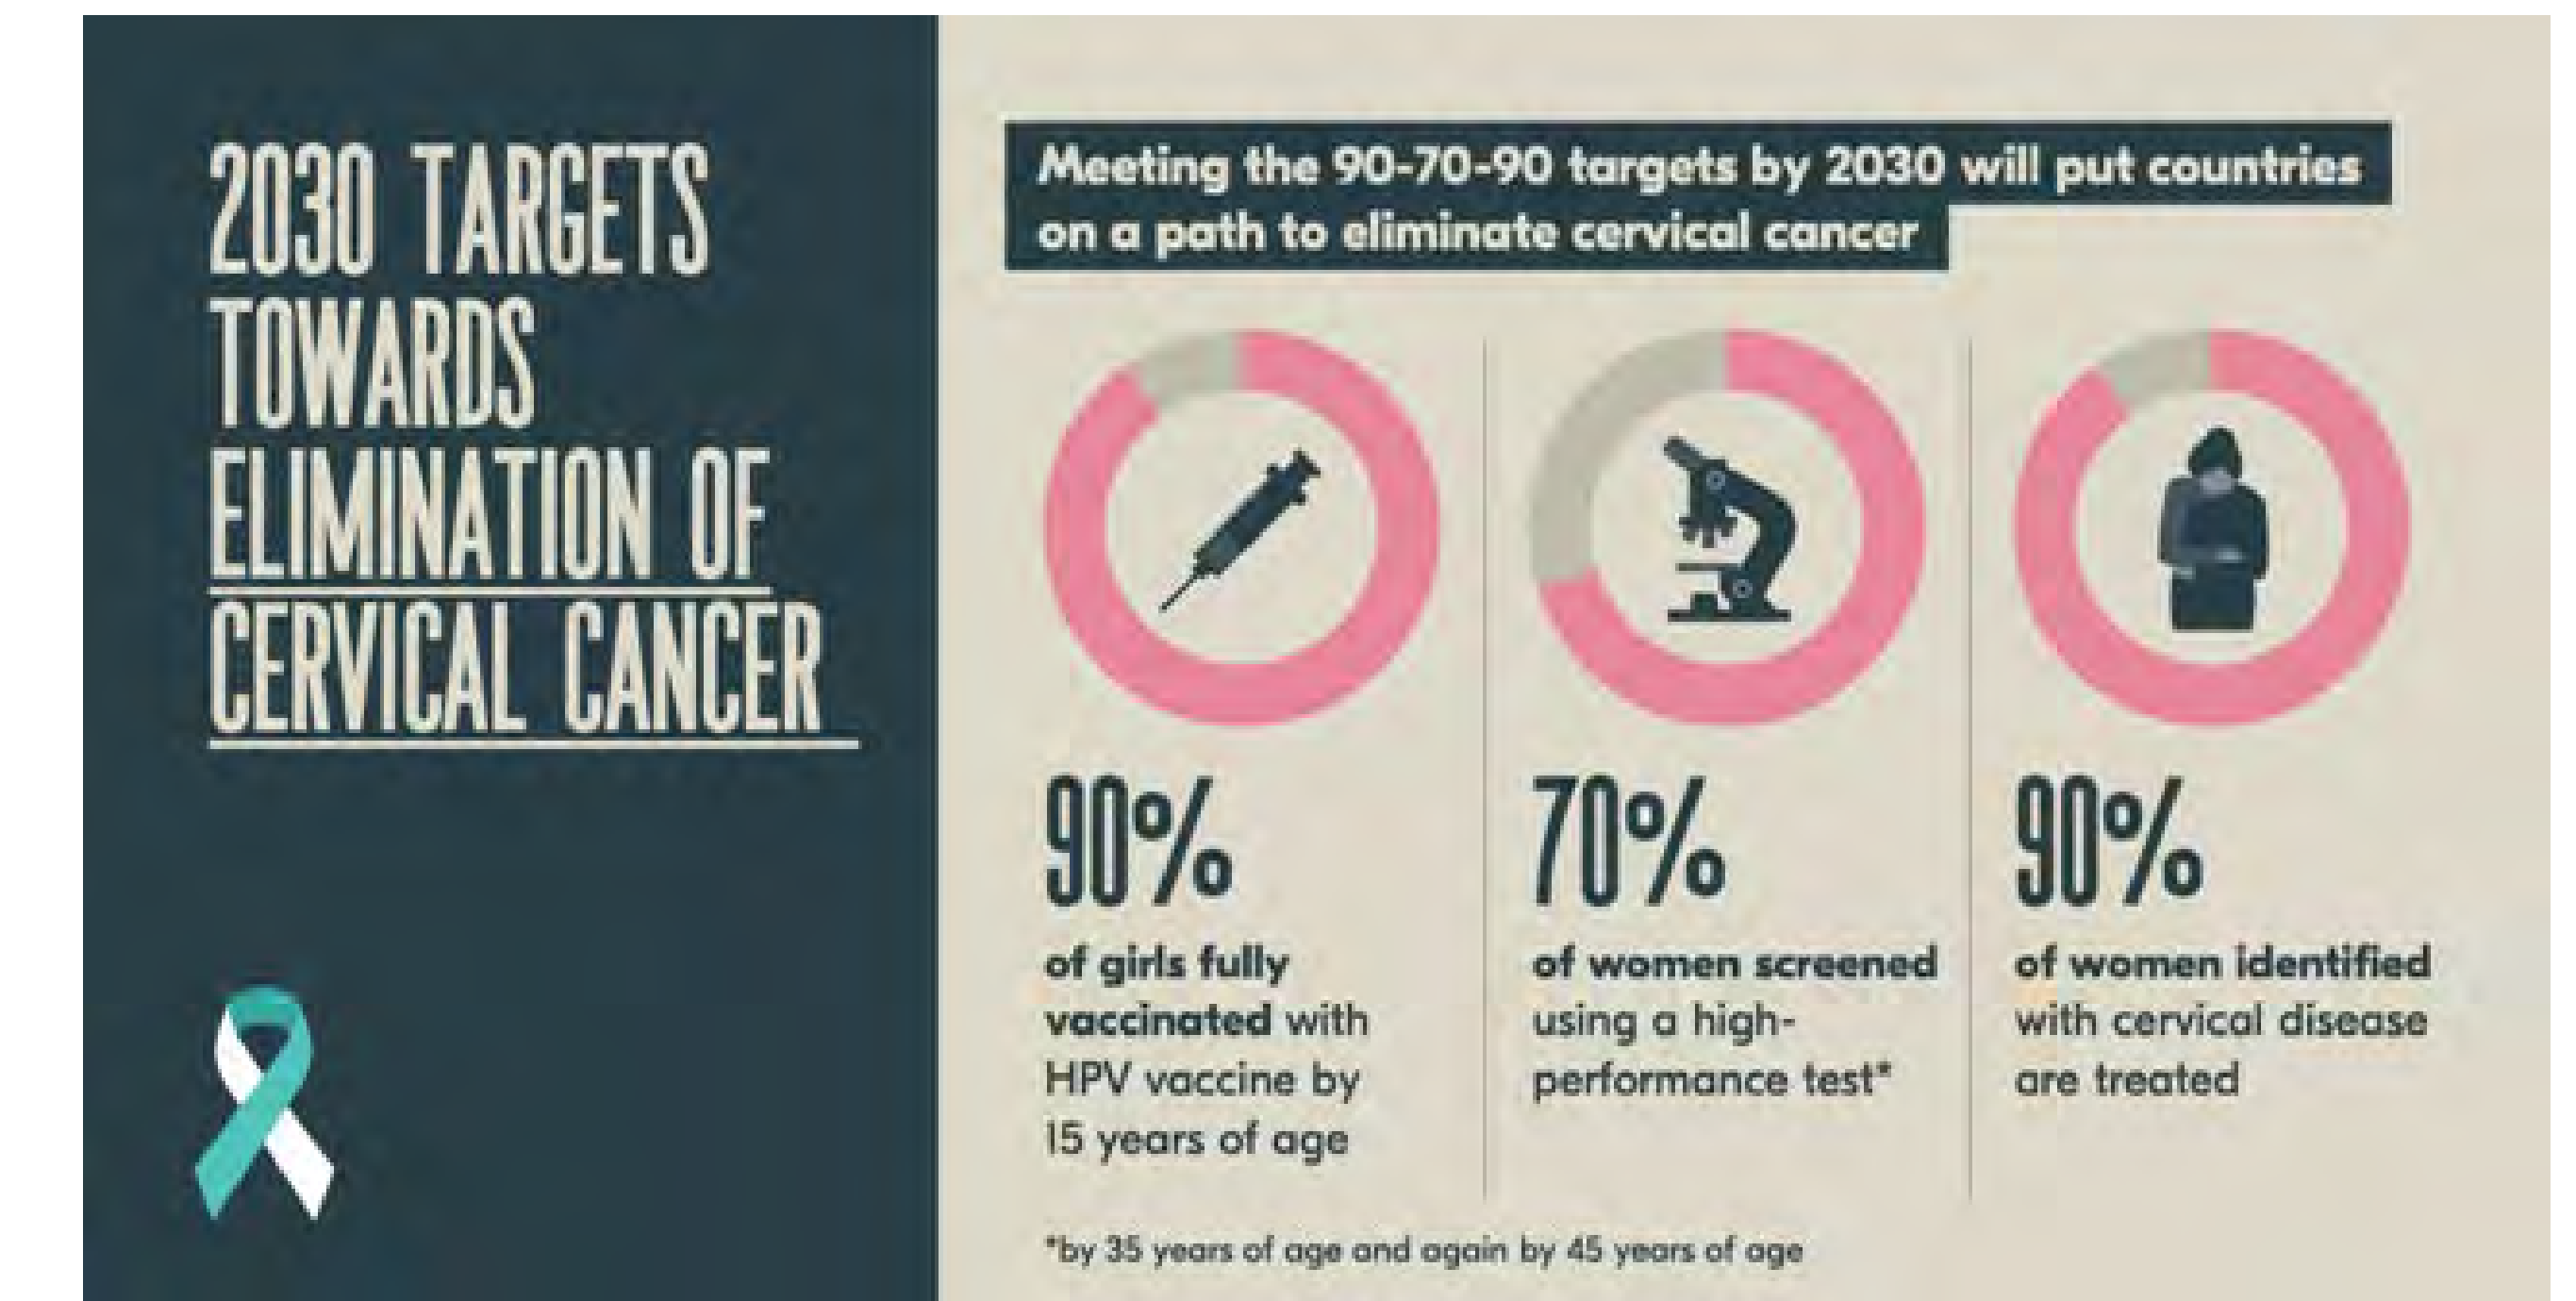 2030 TARGETS
TOWARDS
ELIMINATION OF
CERVICAL CANCER
Meeting the 90-70-90 targets by 2030 will put countries
on a path to eliminate cervical cancer
90%
of girls fully
vaccinated with
HPV vaccine by
15 years of age
70%
of women screened
using a high-
performance test*
90%
of women identified
with cervical disease
are treated
*by 35 years of age and again by 45 years of age